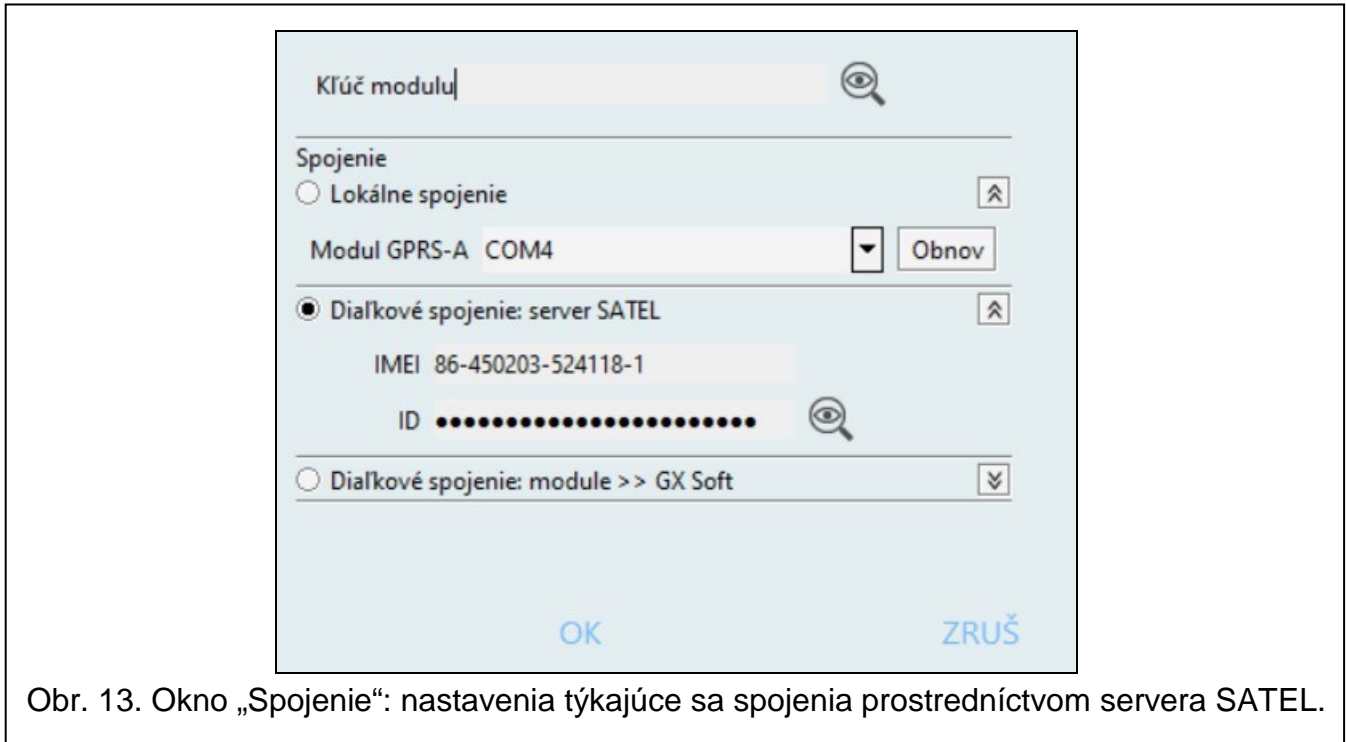 Kľúč modulu
Spojenie
Lokálne spojenie
Modul GPRS-A COM4 Obnov
Diaľkové spojenie: server SATEL
IMEI 86-450203-524118-1
ID •••••••••••••••••••••••
Diaľkové spojenie: module >> GX Soft
OK ZRUŠ
Obr. 13. Okno „Spojenie“: nastavenia týkajúce sa spojenia prostredníctvom servera SATEL.